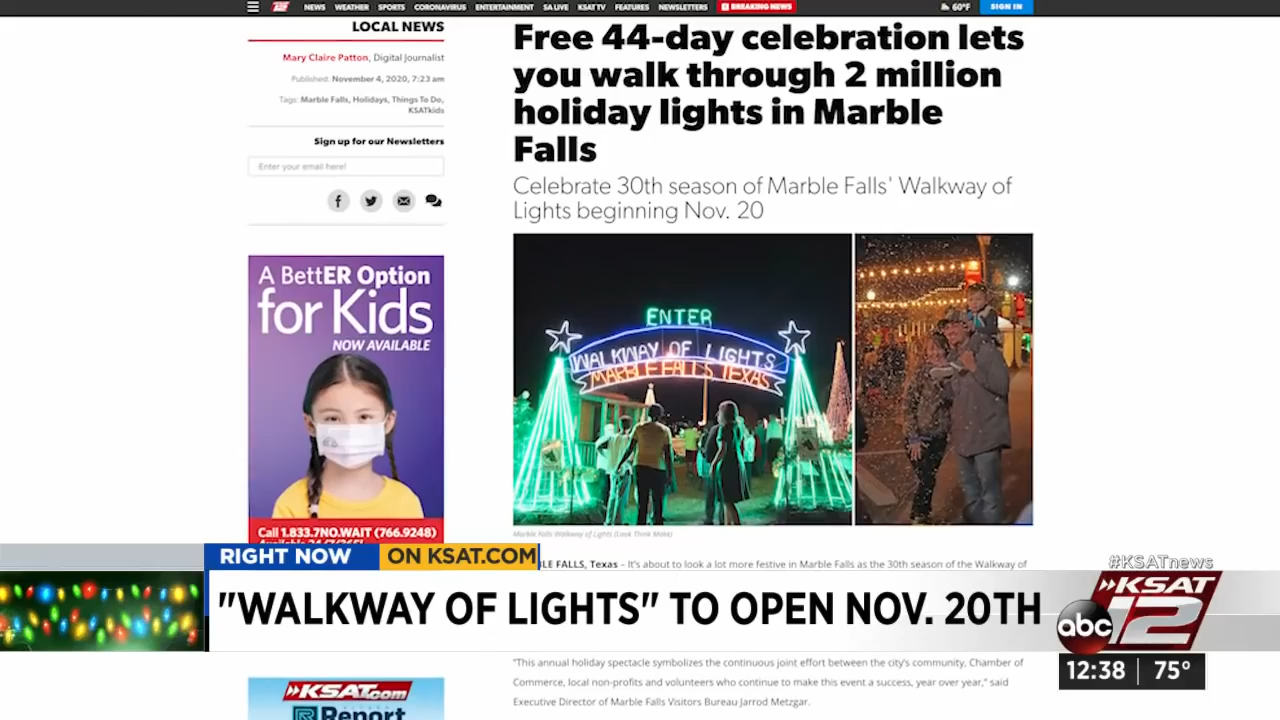 NEWS WEATHER SPORTS CORONAVIRUS ENTERTAINMENT SA LIVE KSAT TV FEATURES NEWSLETTERS BREAKING NEWS 60°F SIGN IN
LOCAL NEWS
Mary Claire Patton, Digital Journalist
Published: November 4, 2020, 7:23 am
Tags: Marble Falls, Holidays, Things To Do,
KSATkids
Sign up for our Newsletters
Enter your email here!
Free 44-day celebration lets
you walk through 2 million
holiday lights in Marble
Falls
Celebrate 30th season of Marble Falls' Walkway of
Lights beginning Nov. 20
A BettER Option
for Kids
NOW AVAILABLE
Call 1.833.7NO.WAIT (766.9248)
ENTER
WALKWAY OF LIGHTS
MARBLE FALLS TEXAS
Marble Falls Walkway of Lights (Look Think Make)
BLE FALLS, Texas – It's about to look a lot more festive in Marble Falls as the 30th season of the Walkway of
RIGHT NOW
ON KSAT.COM
"WALKWAY OF LIGHTS" TO OPEN NOV. 20TH
#KSATnews
KSAT
abc 12
12:38 75°
"This annual holiday spectacle symbolizes the continuous joint effort between the city's community, Chamber of
Commerce, local non-profits and volunteers who continue to make this event a success, year over year," said
Executive Director of Marble Falls Visitors Bureau Jarrod Metzgar.
KSAT.com
Report